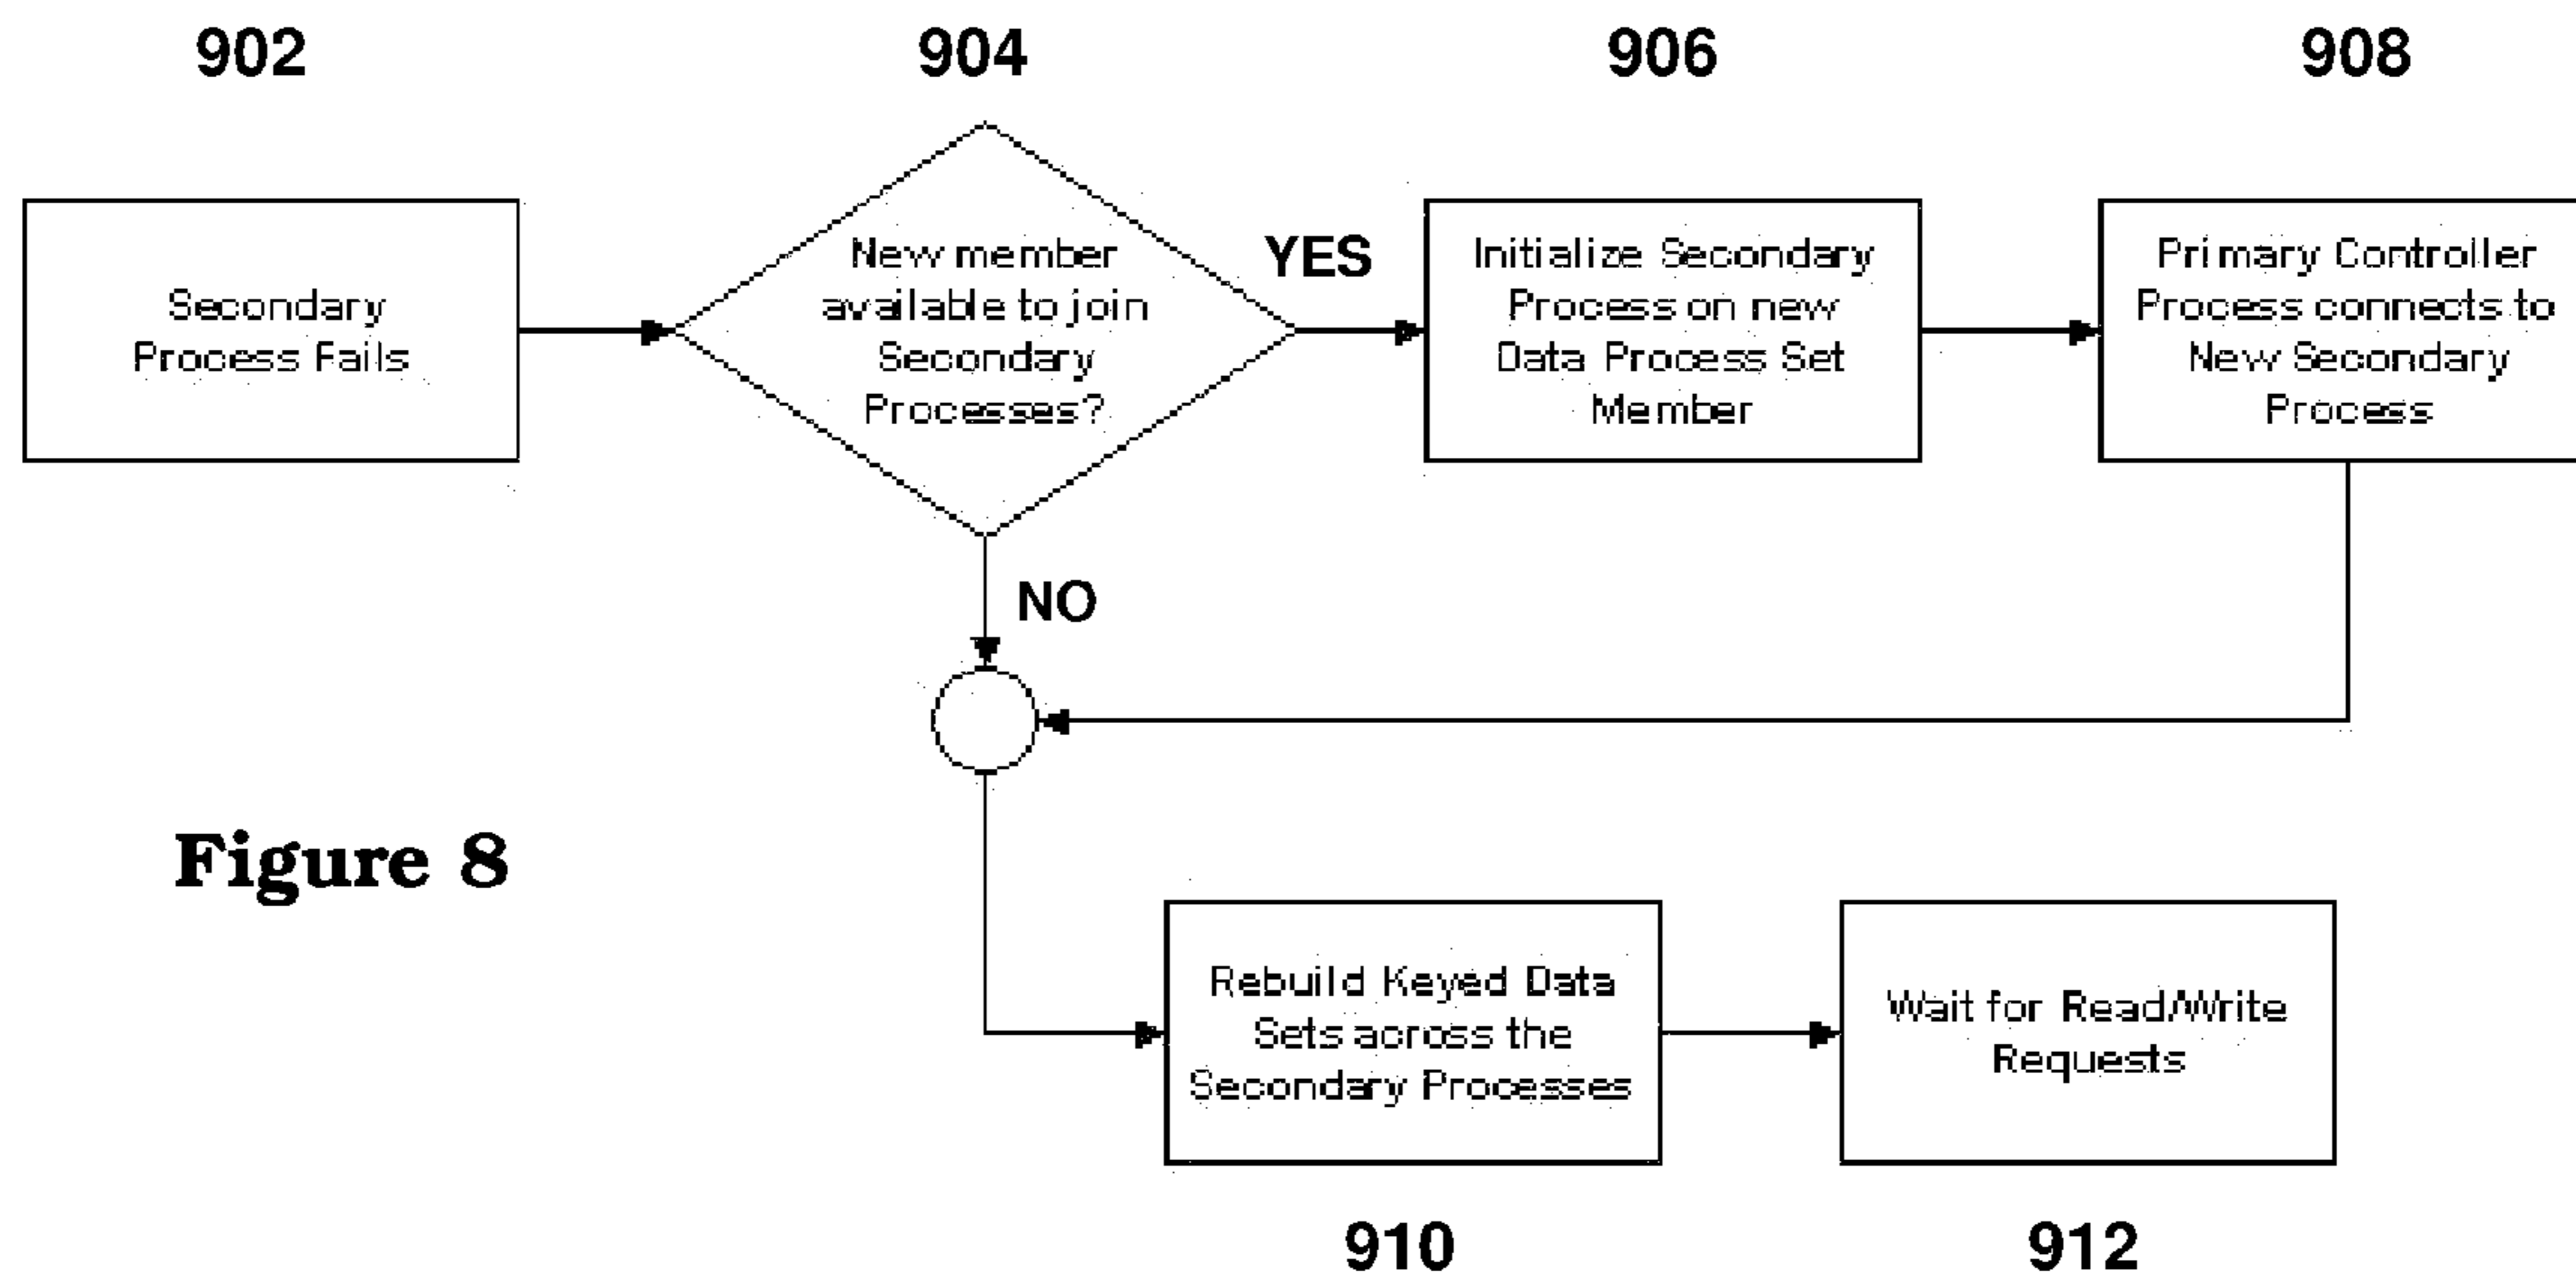 902
904
906
908
Secondary
Process Fails
New member
available to join
Secondary
Processes?
YES
Initialize Secondary
Process on new
Data Process Set
Member
Primary Controller
Process connects to
New Secondary
Process
NO
Figure 8
Rebuild Keyed Data
Sets across the
Secondary Processes
Wait for Read/Write
Requests
910
912